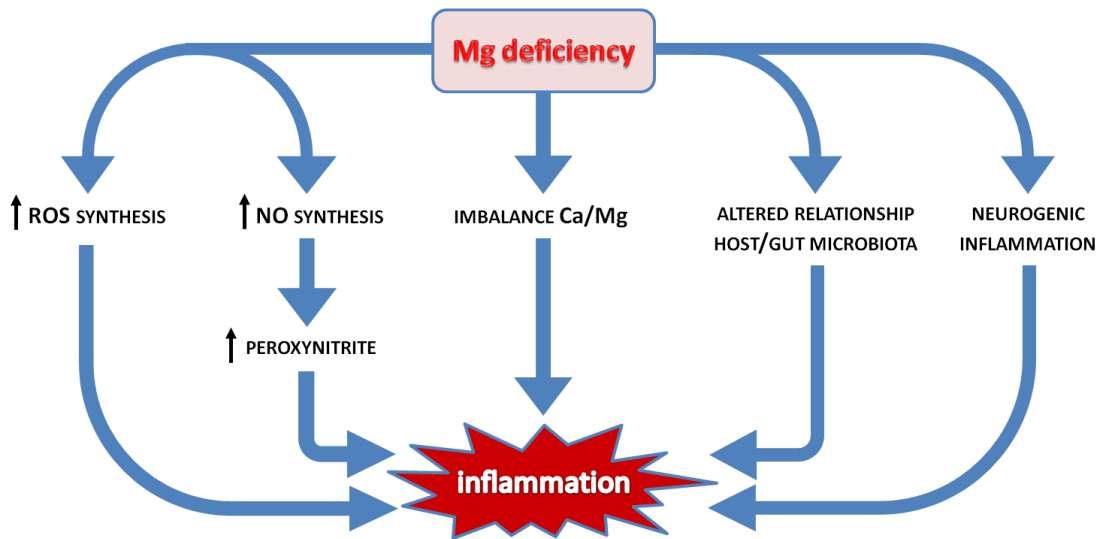 Mg deficiency
ROS SYNTHESIS
NO SYNTHESIS
IMBALANCE Ca/Mg
ALTERED RELATIONSHIP
HOST/GUT MICROBIOTA
NEUROGENIC
INFLAMMATION
PEROXYNITRITE
inflammation